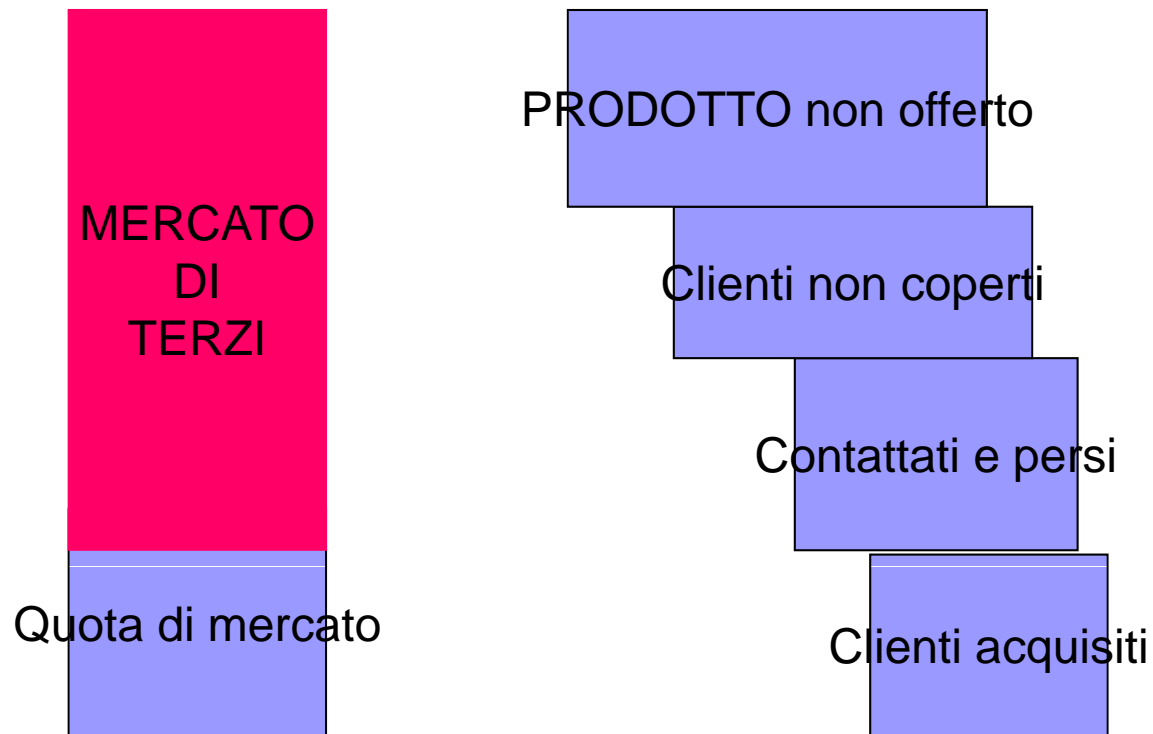 MERCATO
DI
TERZI
Quota di mercato
PRODOTTO non offerto
Clienti non coperti
Contattati e persi
Clienti acquisiti